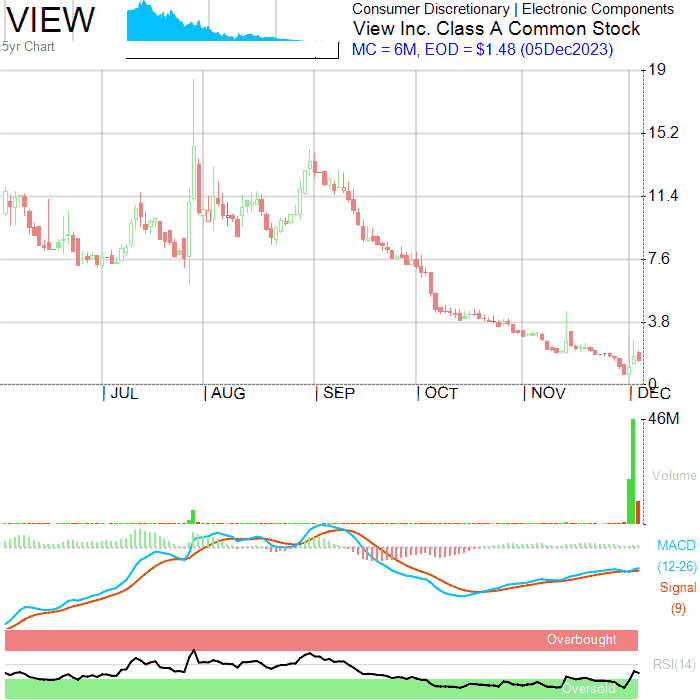 VIEW
5yr Chart
Consumer Discretionary | Electronic Components
View Inc. Class A Common Stock
MC = 6M, EOD = $1.48 (05Dec2023)
19
15.2
11.4
7.6
3.8
0
| JUL | AUG | SEP | OCT | NOV | DEC
46M
Volume
MACD
(12-26)
Signal
(9)
Overbought
RSI(14)
Oversold